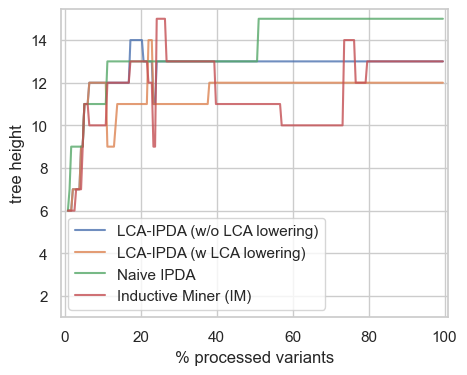 14
12
10
8
6
4
2
tree height
LCA-IPDA (w/o LCA lowering)
LCA-IPDA (w LCA lowering)
Naive IPDA
Inductive Miner (IM)
0 20 40 60 80 100
% processed variants